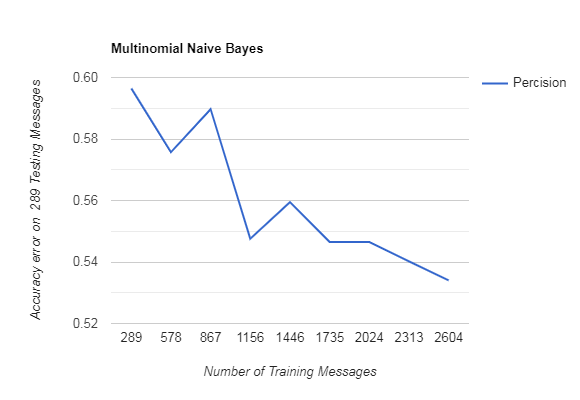 Multinomial Naive Bayes
Percision
Accuracy error on 289 Testing Messages
0.60
0.58
0.56
0.54
0.52
289 578 867 1156 1446 1735 2024 2313 2604
Number of Training Messages